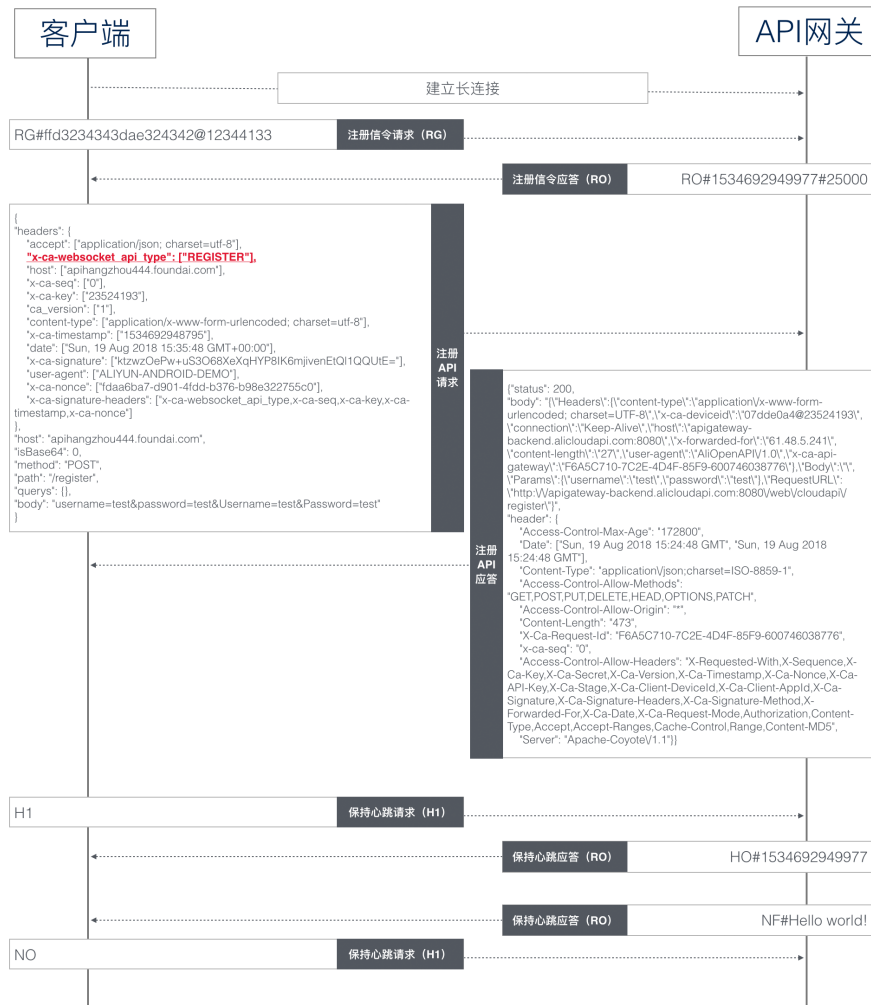 客户端
API网关
建立长连接
RG#ffd3234343dae324342@12344133
注册信令请求（RG）
注册信令应答（RO）
RO#1534692949977#25000
{
"headers": {
"accept": ["application/json; charset=utf-8"],
"x-ca-websocket_api_type": ["REGISTER"],
"host": ["apihangzhou444.foundai.com"],
"x-ca-seq": ["0"],
"x-ca-key": ["23524193"],
"ca_version": ["1"],
"content-type": ["application/x-www-form-urlencoded; charset=utf-8"],
"x-ca-timestamp": ["1534692948795"],
"date": ["Sun, 19 Aug 2018 15:35:48 GMT+00:00"],
"x-ca-signature": ["ktzwzOePw+uS3O68XeXqHYP8IK6mjivenEtQl1QQUtE="],
"user-agent": ["ALIYUN-ANDROID-DEMO"],
"x-ca-nonce": ["fdaa6ba7-d901-4fdd-b376-b98e322755c0"],
"x-ca-signature-headers": ["x-ca-websocket_api_type,x-ca-seq,x-ca-key,x-ca-
timestamp,x-ca-nonce"]
},
"host": "apihangzhou444.foundai.com",
"isBase64": 0,
"method": "POST",
"path": "/register",
"querys": {},
"body": "username=test&password=test&Username=test&Password=test"
}
注册
API
请求
注册
API
应答
{"status": 200,
"body": "{\"Headers\":{\"content-type\":\"application\/x-www-form-
urlencoded; charset=UTF-8\",\"x-ca-deviceid\":\"07dde0a4@23524193\",
\"connection\":\"Keep-Alive\",\"host\":\"apigateway-
backend.alicloudapi.com:8080\",\"x-forwarded-for\":\"61.48.5.241\",
\"content-length\":\"27\",\"user-agent\":\"AliOpenAPI\/1.0\",\"x-ca-api-
gateway\":\"F6A5C710-7C2E-4D4F-85F9-600746038776\"},\"Body\":\"\",
\"Params\":{\"username\":\"test\",\"password\":\"test\"},\"RequestURL\":
\"http:\/\/apigateway-backend.alicloudapi.com:8080\/web\/cloudapi\/
register\"}",
"header": {
"Access-Control-Max-Age": "172800",
"Date": ["Sun, 19 Aug 2018 15:24:48 GMT", "Sun, 19 Aug 2018
15:24:48 GMT"],
"Content-Type": "application\/json;charset=ISO-8859-1",
"Access-Control-Allow-Methods":
"GET,POST,PUT,DELETE,HEAD,OPTIONS,PATCH",
"Access-Control-Allow-Origin": "*",
"Content-Length": "473",
"X-Ca-Request-Id": "F6A5C710-7C2E-4D4F-85F9-600746038776",
"x-ca-seq": "0",
"Access-Control-Allow-Headers": "X-Requested-With,X-Sequence,X-
Ca-Key,X-Ca-Secret,X-Ca-Version,X-Ca-Timestamp,X-Ca-Nonce,X-Ca-
API-Key,X-Ca-Stage,X-Ca-Client-DeviceId,X-Ca-Client-AppId,X-Ca-
Signature,X-Ca-Signature-Headers,X-Ca-Signature-Method,X-
Forwarded-For,X-Ca-Date,X-Ca-Request-Mode,Authorization,Content-
Type,Accept,Accept-Ranges,Cache-Control,Range,Content-MD5",
"Server": "Apache-Coyote\/1.1"}}
H1
保持心跳请求（H1）
保持心跳应答（RO）
HO#1534692949977
保持心跳应答（RO）
NF#Hello world!
NO
保持心跳请求（H1）